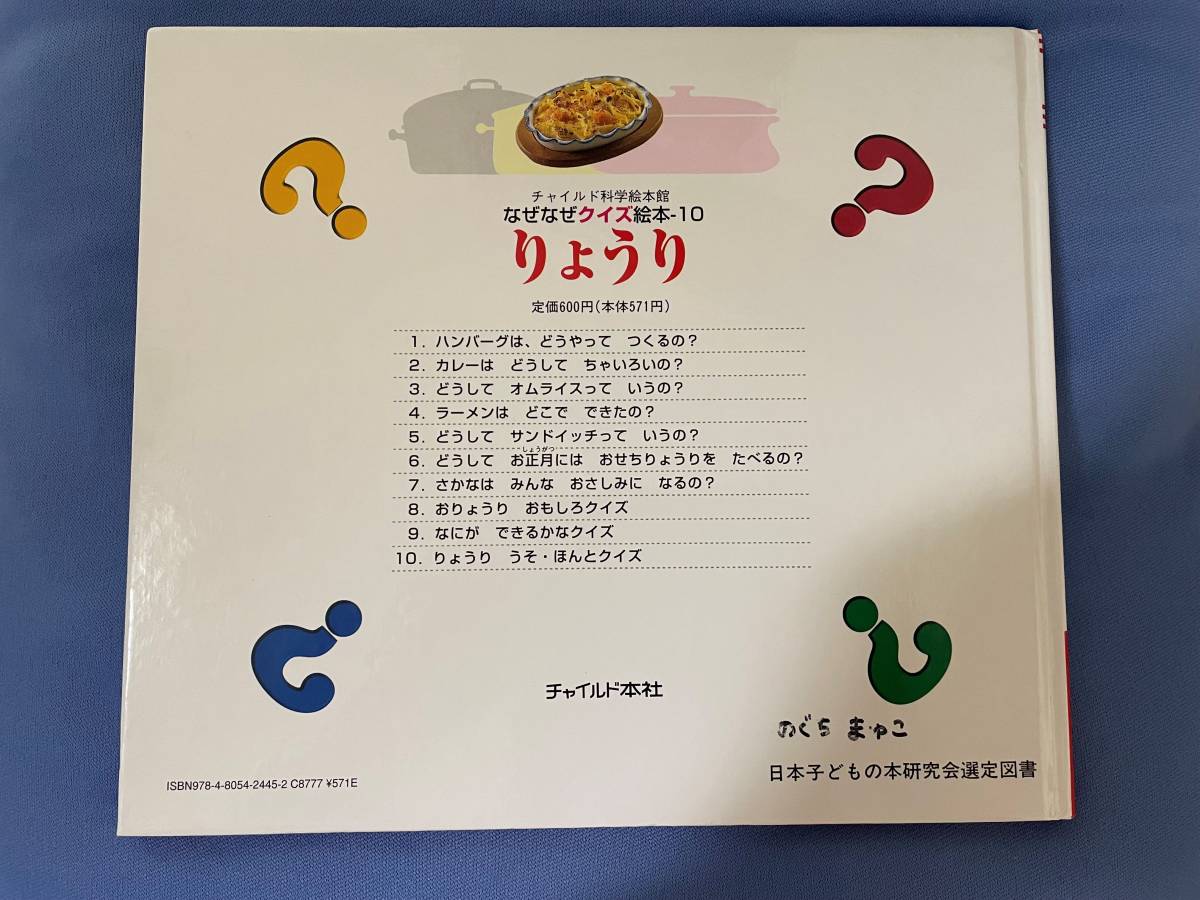 チャイルド科学絵本館
なぜなぜクイズ絵本-10
りょうり
定価600円(本体571円)
1. ハンバーグは、どうやって　つくるの？
2. カレーは　どうして　ちゃいろいの？
3. どうして　オムライスって　いうの？
4. ラーメンは　どこで　できたの？
5. どうして　サンドイッチって　いうの？
しょうがつ
6. どうして　お正月には　おせちりょうりを　たべるの？
7. さかなは　みんな　おさしみに　なるの？
8. おりょうり　おもしろクイズ
9. なにが　できるかなクイズ
10. りょうり　うそ・ほんとクイズ
チャイルド本社
のぐち まゆこ
日本子どもの本研究会選定図書
ISBN978-4-8054-2445-2 C8777 ¥571E